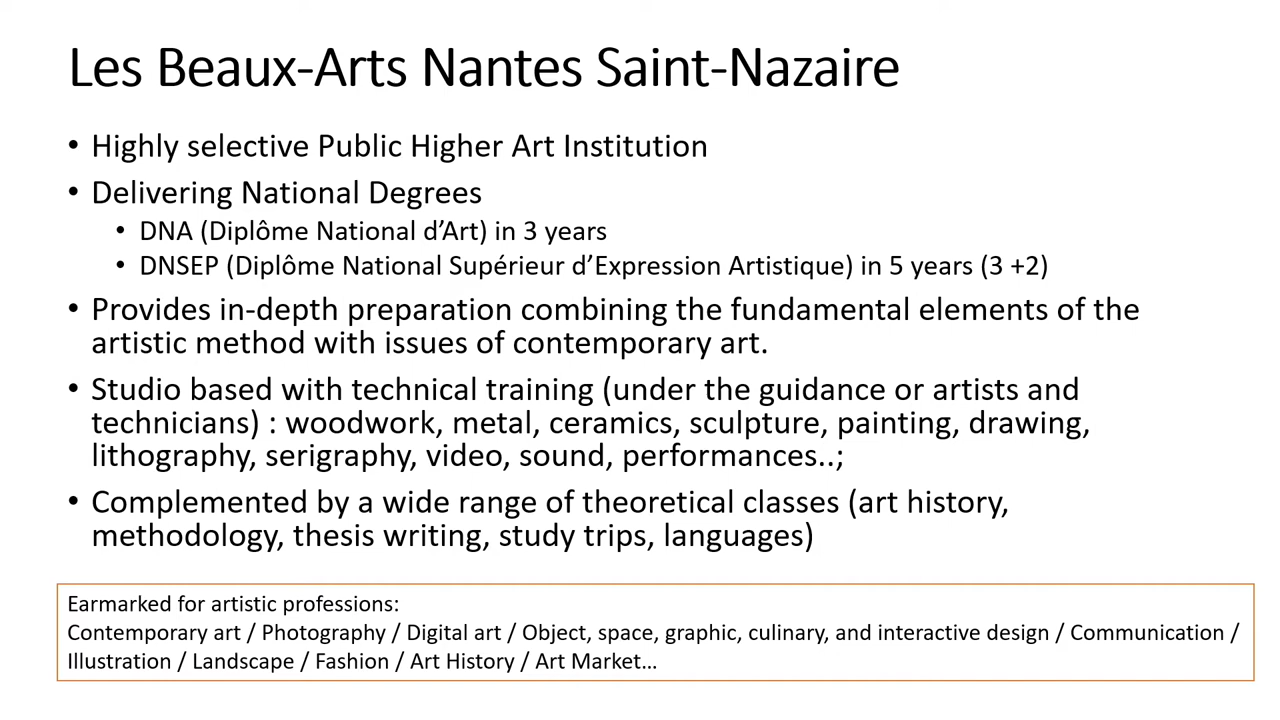 Les Beaux-Arts Nantes Saint-Nazaire
• Highly selective Public Higher Art Institution
• Delivering National Degrees
• DNA (Diplôme National d’Art) in 3 years
• DNSEP (Diplôme National Supérieur d’Expression Artistique) in 5 years (3 +2)
• Provides in-depth preparation combining the fundamental elements of the
artistic method with issues of contemporary art.
• Studio based with technical training (under the guidance or artists and
technicians) : woodwork, metal, ceramics, sculpture, painting, drawing,
lithography, serigraphy, video, sound, performances..;
• Complemented by a wide range of theoretical classes (art history,
methodology, thesis writing, study trips, languages)
Earmarked for artistic professions:
Contemporary art / Photography / Digital art / Object, space, graphic, culinary, and interactive design / Communication /
Illustration / Landscape / Fashion / Art History / Art Market…